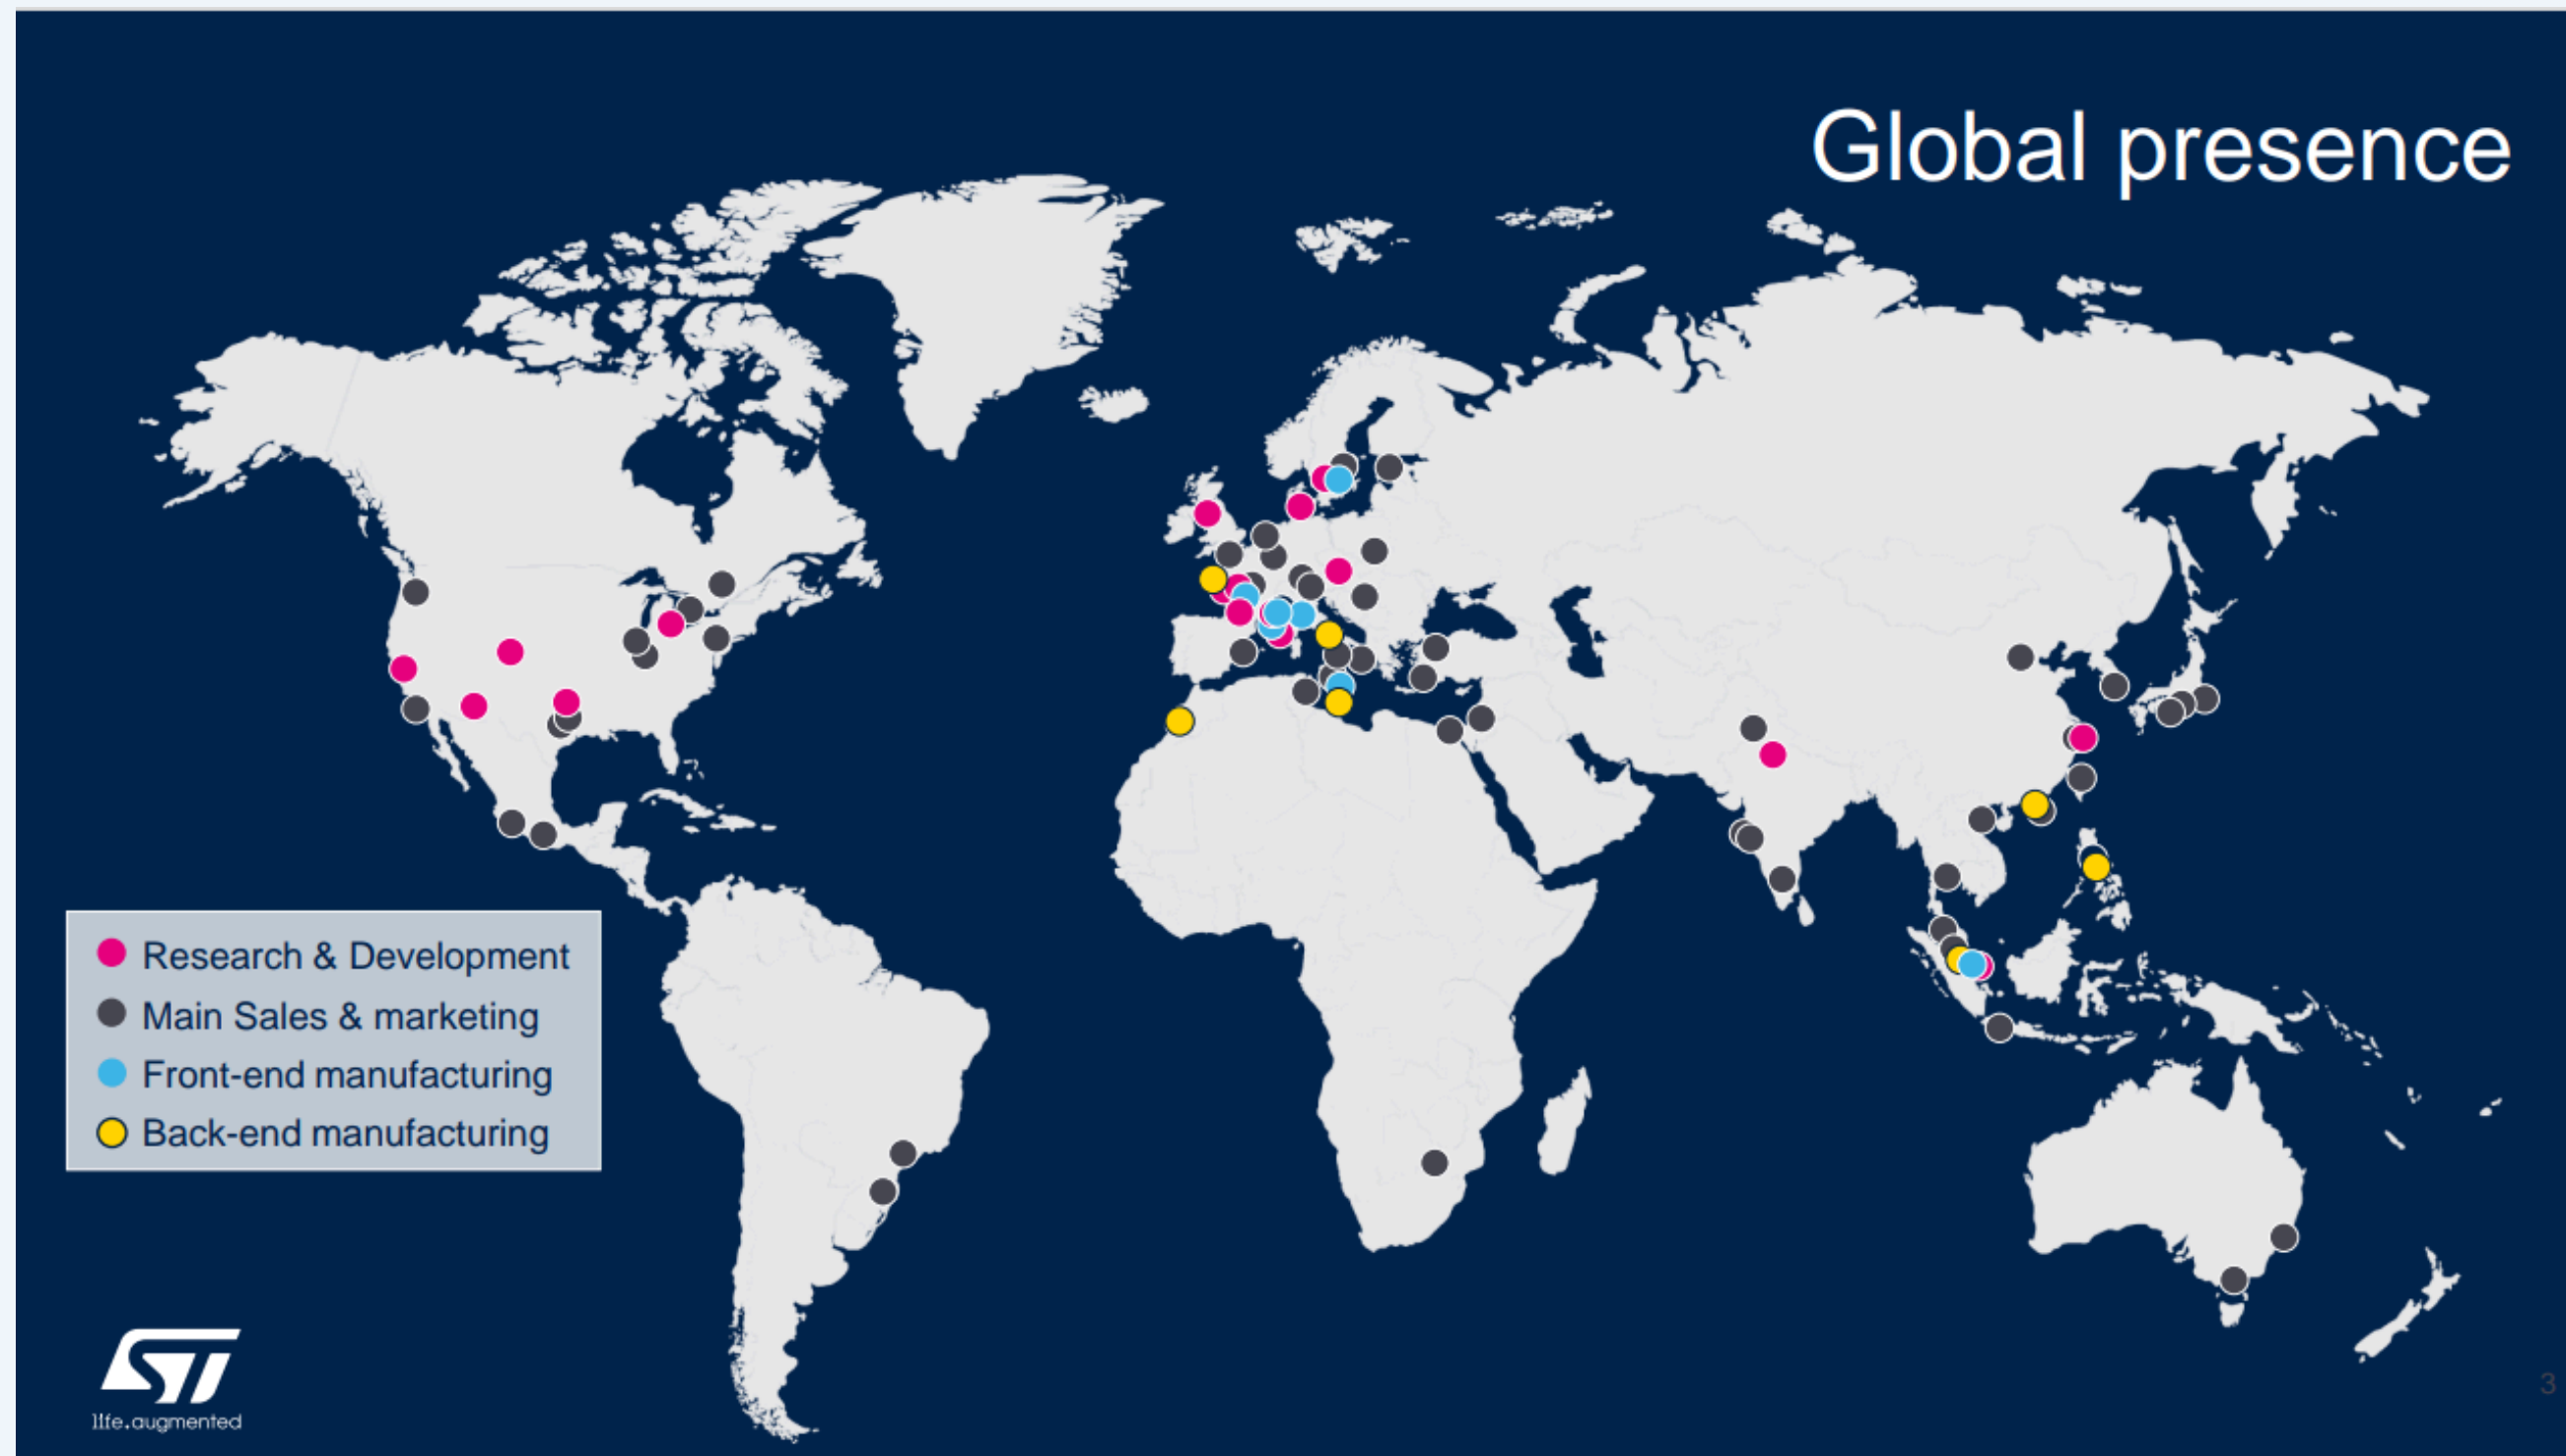 Global presence
Research & Development
Main Sales & marketing
Front-end manufacturing
Back-end manufacturing
ST
life.augmented
3